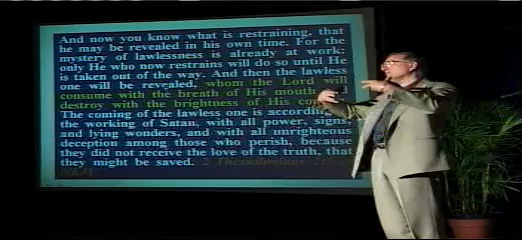 And now you know what is restraining, that
he may be revealed in his own time. For the
mystery of lawlessness is already at work;
only He who now restrains will do so until He
is taken out of the way. And then the lawless
one will be revealed, whom the Lord will
consume with the breath of His mouth
destroy with the brightness of His
The coming of the lawless one is
the working of Satan, with all power, signs,
and lying wonders, and with all unrighteous
deception among those who perish, because
they did not receive the love of the truth, that
they might be saved. 2 Thessalonians
NKJV